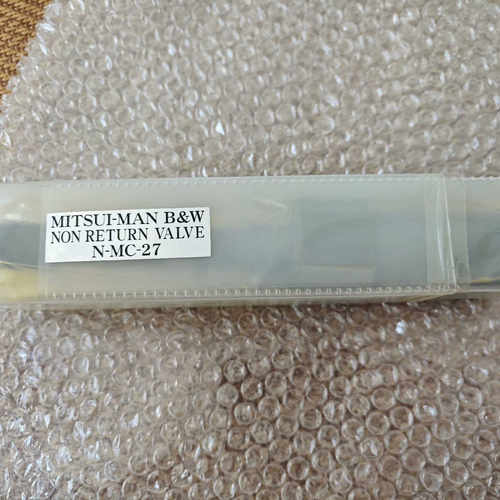 MITSUI-MAN B&W
NON RETURN VALVE
N-MC-27